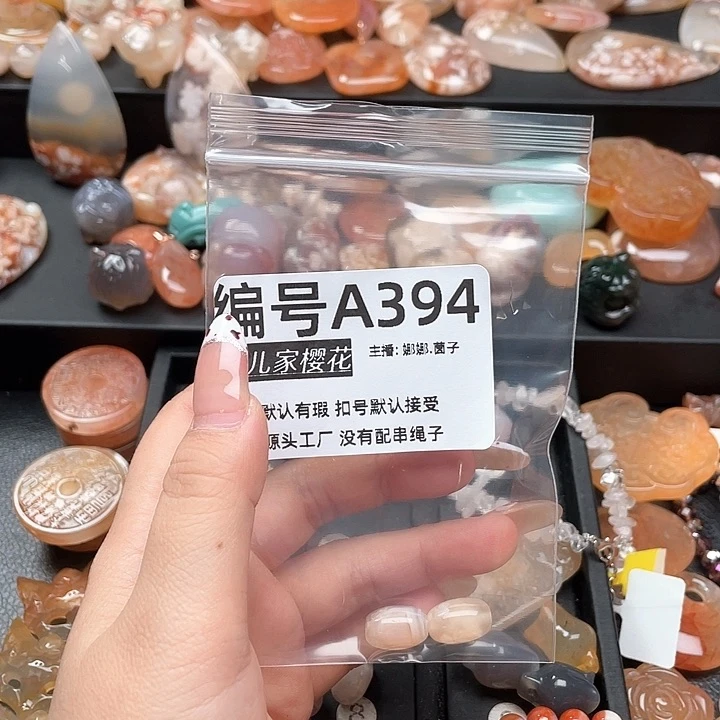 编号A394
儿家樱花
主播: 娜娜.茵子
默认有瑕 扣号默认接受
源头工厂 没有配串绳子